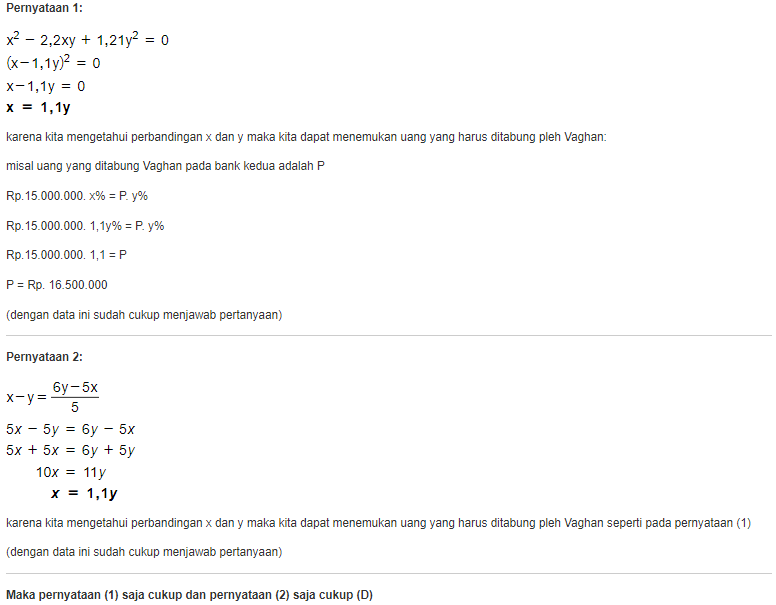 Pernyataan 1:
x² − 2,2xy + 1,21y² = 0
(x−1,1y)² = 0
x−1,1y = 0
x = 1,1y
karena kita mengetahui perbandingan x dan y maka kita dapat menemukan uang yang harus ditabung pleh Vaghan:
misal uang yang ditabung Vaghan pada bank kedua adalah P
Rp.15.000.000. x% = P. y%
Rp.15.000.000. 1,1y% = P. y%
Rp.15.000.000. 1,1 = P
P = Rp. 16.500.000
(dengan data ini sudah cukup menjawab pertanyaan)
Pernyataan 2:
x−y= 6y−5x
5
5x − 5y = 6y − 5x
5x + 5x = 6y + 5y
10x = 11y
x = 1,1y
karena kita mengetahui perbandingan x dan y maka kita dapat menemukan uang yang harus ditabung pleh Vaghan seperti pada pernyataan (1)
(dengan data ini sudah cukup menjawab pertanyaan)
Maka pernyataan (1) saja cukup dan pernyataan (2) saja cukup (D)